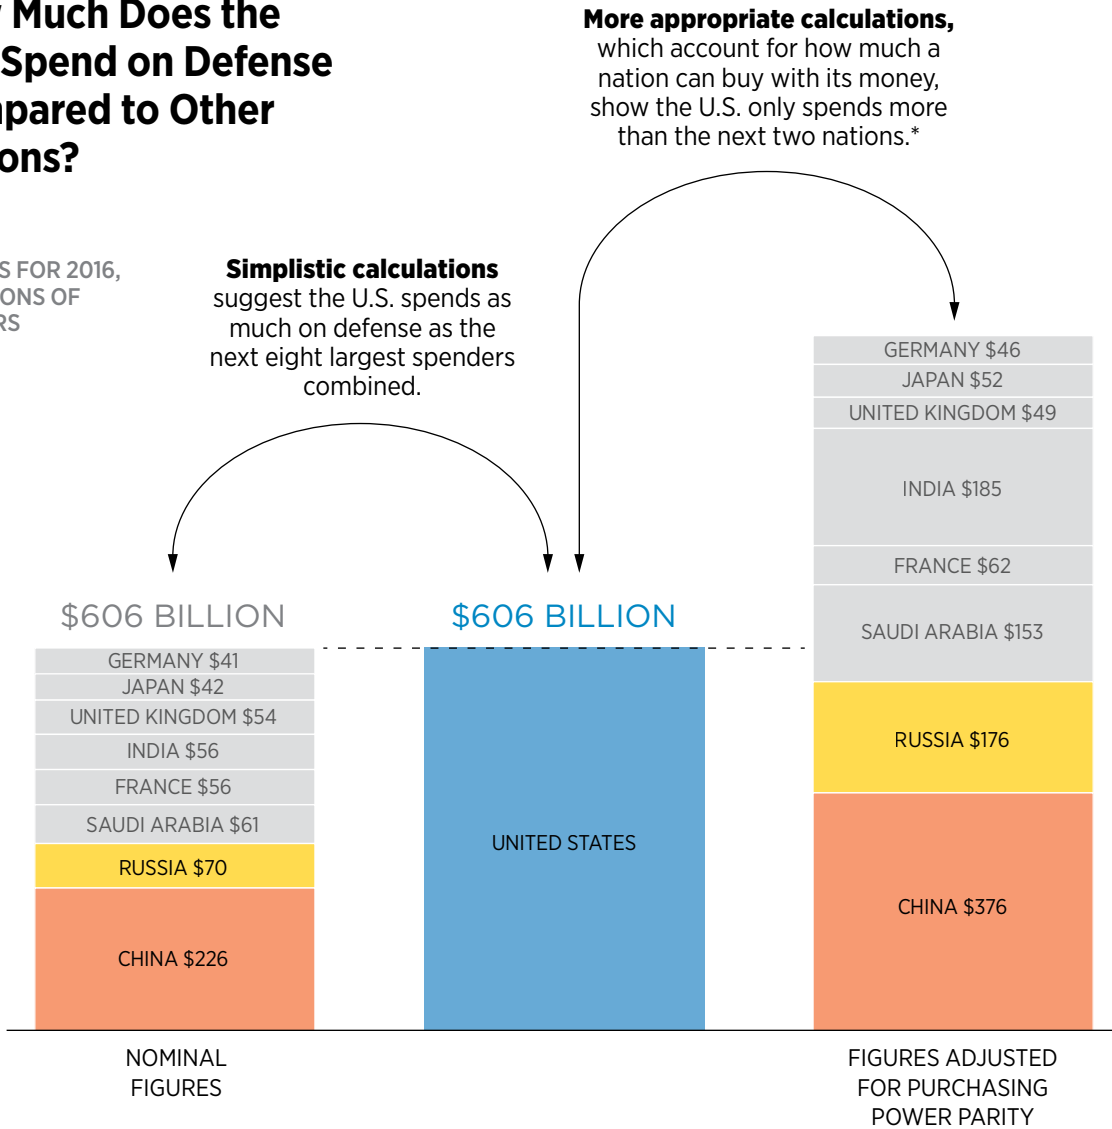 Much Does the
Spend on Defense
pared to Other
ons?
S FOR 2016,
ONS OF
RS
Simplistic calculations
suggest the U.S. spends as
much on defense as the
next eight largest spenders
combined.
More appropriate calculations,
which account for how much a
nation can buy with its money,
show the U.S. only spends more
than the next two nations.*
$606 BILLION
GERMANY $41
JAPAN $42
UNITED KINGDOM $54
INDIA $56
FRANCE $56
SAUDI ARABIA $61
RUSSIA $70
CHINA $226
NOMINAL
FIGURES
$606 BILLION
UNITED STATES
GERMANY $46
JAPAN $52
UNITED KINGDOM $49
INDIA $185
FRANCE $62
SAUDI ARABIA $153
RUSSIA $176
CHINA $376
FIGURES ADJUSTED
FOR PURCHASING
POWER PARITY